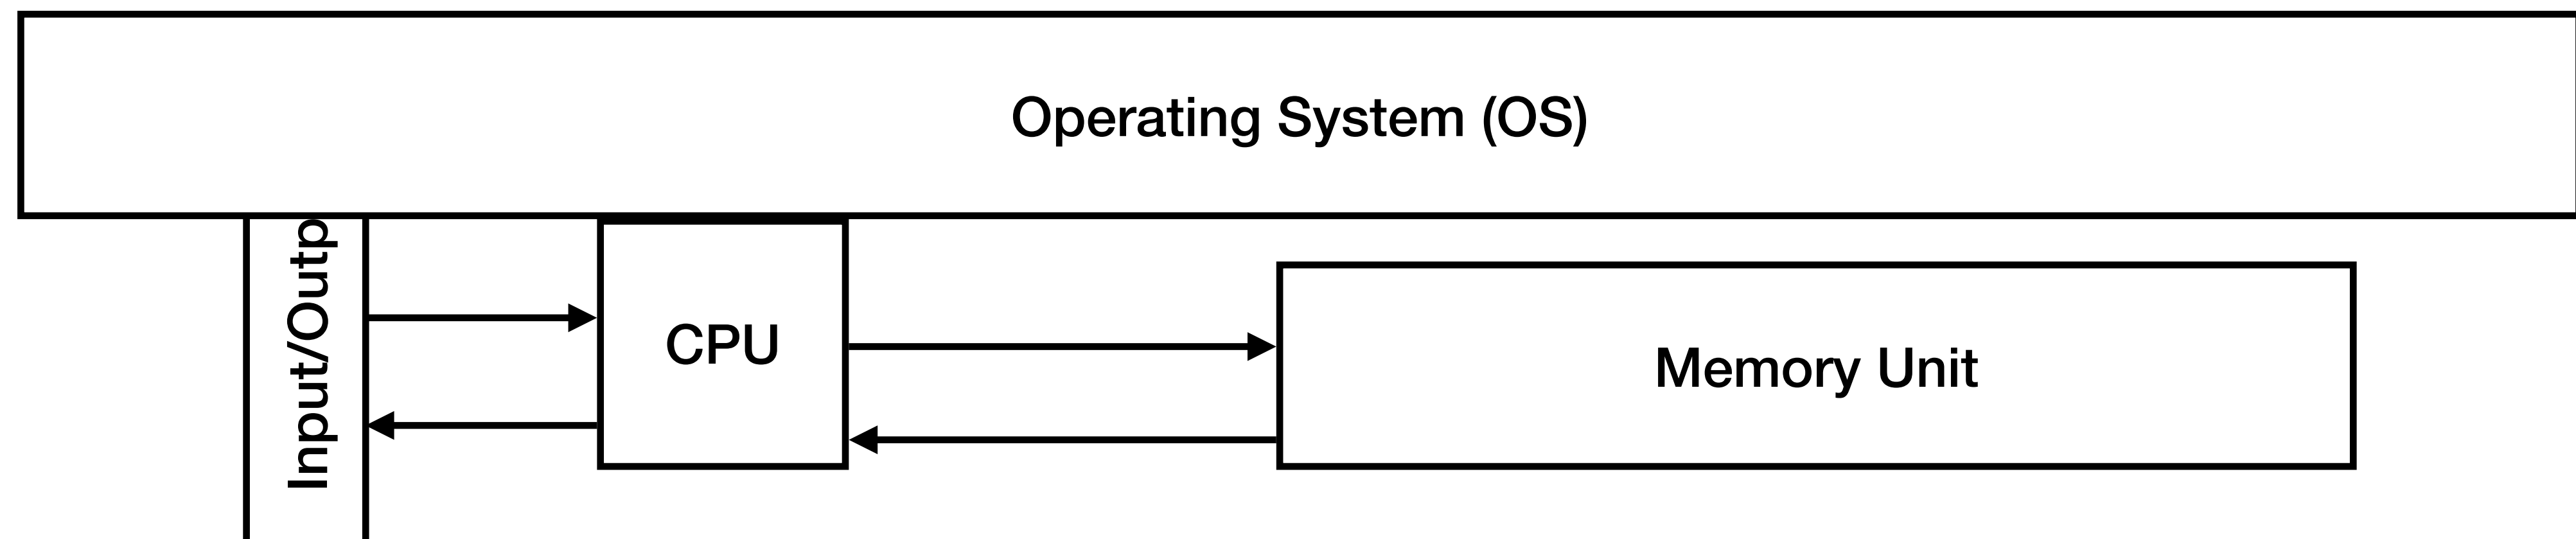 Operating System (OS)
Input/Outp
CPU
Memory Unit